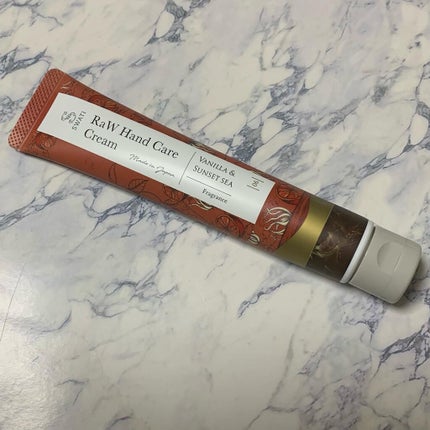 SWATi
RaW Hand Care
Cream
Made in Japan
VANILLA &
SUNSET SEA
Fragrance